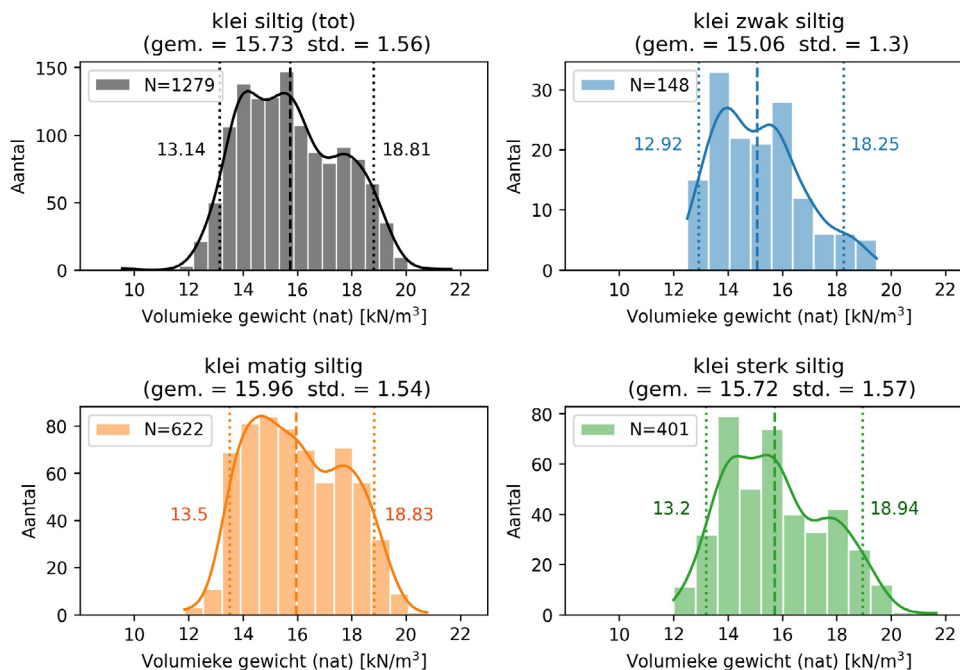 klei siltig (tot)
(gem. = 15.73 std. = 1.56)
N=1279
13.14
18.81
Aantal
150
100
50
0
10 12 14 16 18 20 22
Volumieke gewicht (nat) [kN/m³]
klei zwak siltig
(gem. = 15.06 std. = 1.3)
N=148
12.92
18.25
Aantal
30
20
10
0
10 12 14 16 18 20 22
Volumieke gewicht (nat) [kN/m³]
klei matig siltig
(gem. = 15.96 std. = 1.54)
N=622
13.5
18.83
Aantal
80
60
40
20
0
10 12 14 16 18 20 22
Volumieke gewicht (nat) [kN/m³]
klei sterk siltig
(gem. = 15.72 std. = 1.57)
N=401
13.2
18.94
Aantal
80
60
40
20
0
12 14 16 18 20 22
Volumieke gewicht (nat) [kN/m³]